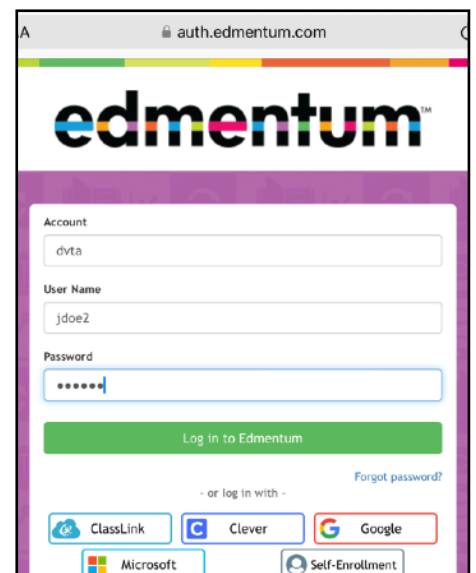 A auth.edmentum.com
edmentum™
Account
dvta
User Name
jdoe2
Password
••••••
Log in to Edmentum
Forgot password?
- or log in with -
ClassLink C Clever G Google
Microsoft Self-Enrollment